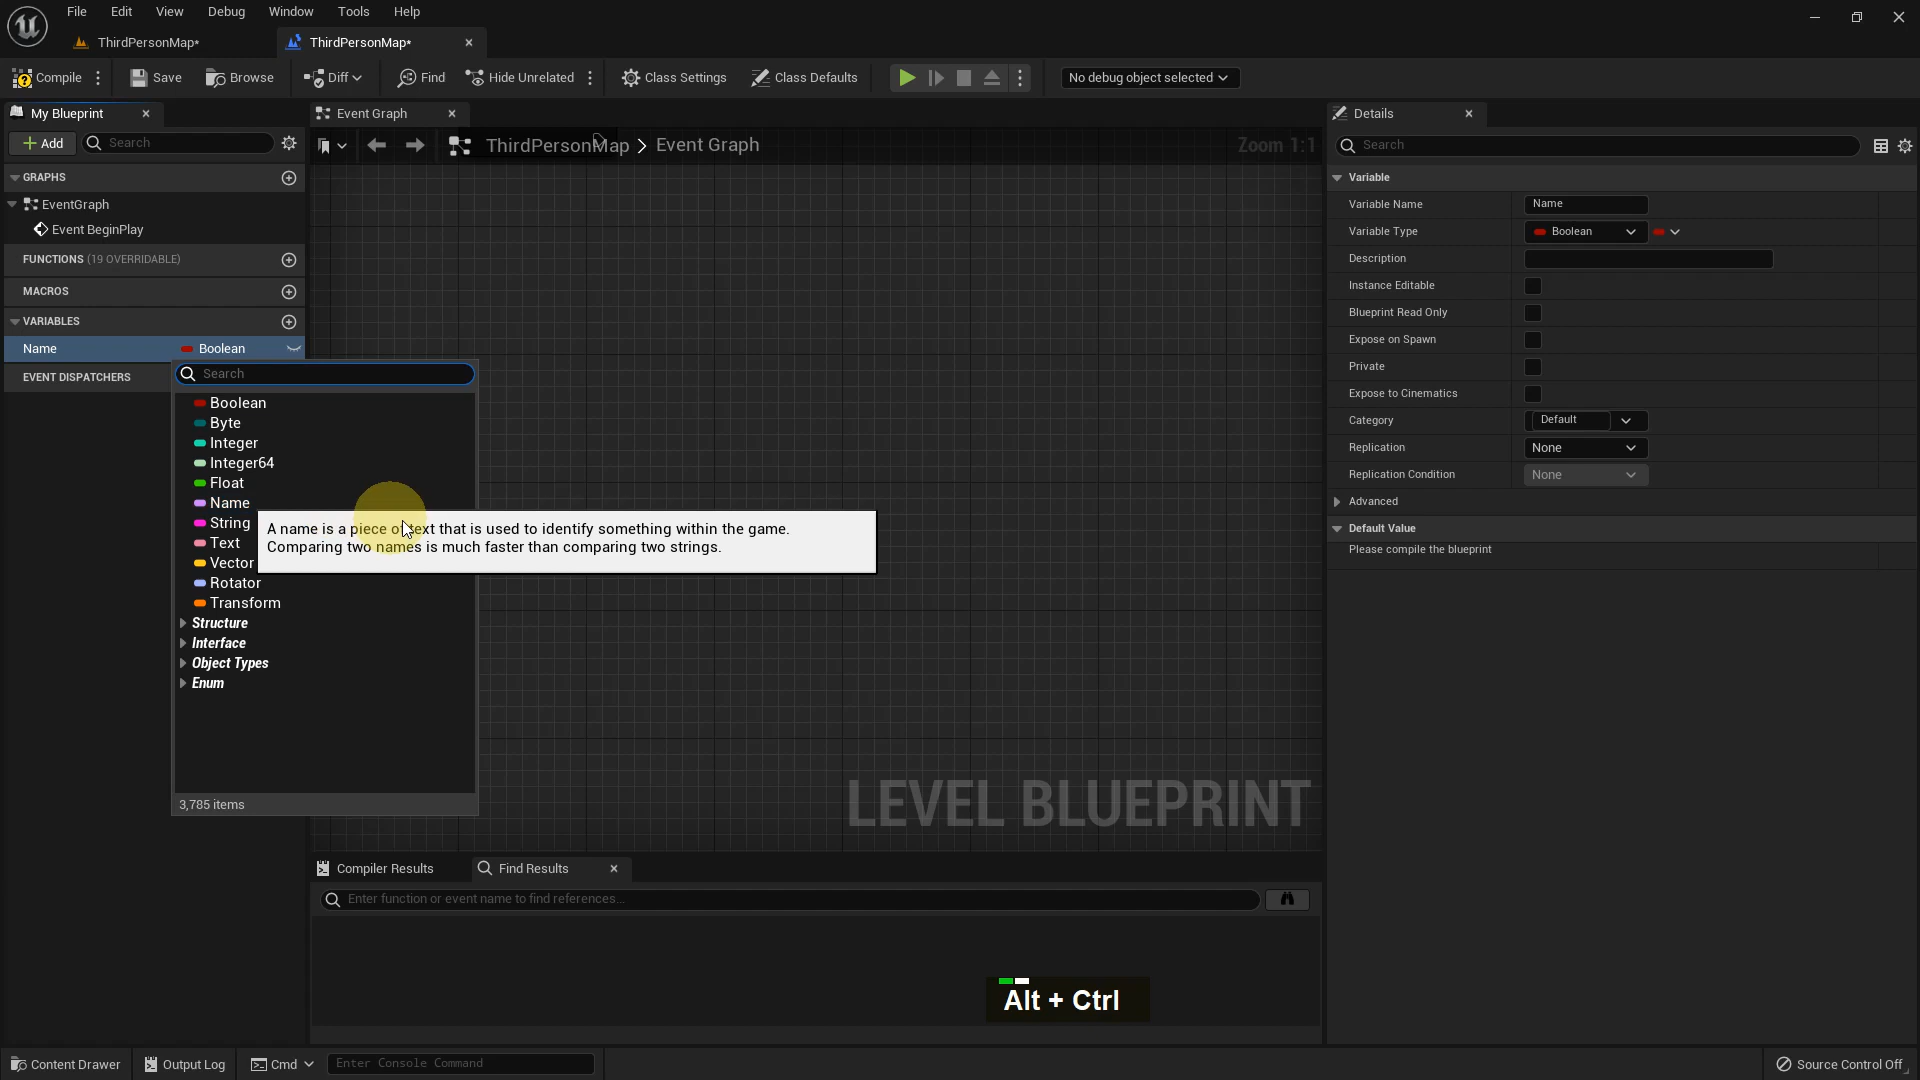 File Edit View Debug Window Tools Help
ThirdPersonMap* ThirdPersonMap*
Compile Save Browse Diff Find Hide Unrelated Class Settings Class Defaults No debug object selected
My Blueprint
Add Search
GRAPHS
EventGraph
Event BeginPlay
FUNCTIONS (19 OVERRIDABLE)
MACROS
VARIABLES
Name Boolean
EVENT DISPATCHERS
Search
Boolean
Byte
Integer
Integer64
Float
Name
String
Text
Vector
Rotator
Transform
Structure
Interface
Object Types
Enum
3,785 items
A name is a piece of text that is used to identify something within the game.
Comparing two names is much faster than comparing two strings.
Event Graph
ThirdPersonMap Event Graph Zoom 1:1
LEVEL BLUEPRINT
Compiler Results Find Results
Enter function or event name to find references...
Alt + Ctrl
Details
Search
Variable
Variable Name Name
Variable Type Boolean
Description
Instance Editable
Blueprint Read Only
Expose on Spawn
Private
Expose to Cinematics
Category Default
Replication None
Replication Condition None
Advanced
Default Value
Please compile the blueprint
Content Drawer Output Log Cmd Enter Console Command Source Control Off